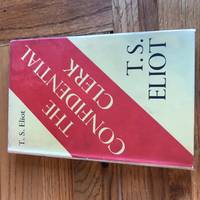 T. S. Eliot
THE
CONFIDENTIAL
CLERK
T. S.
ELIOT